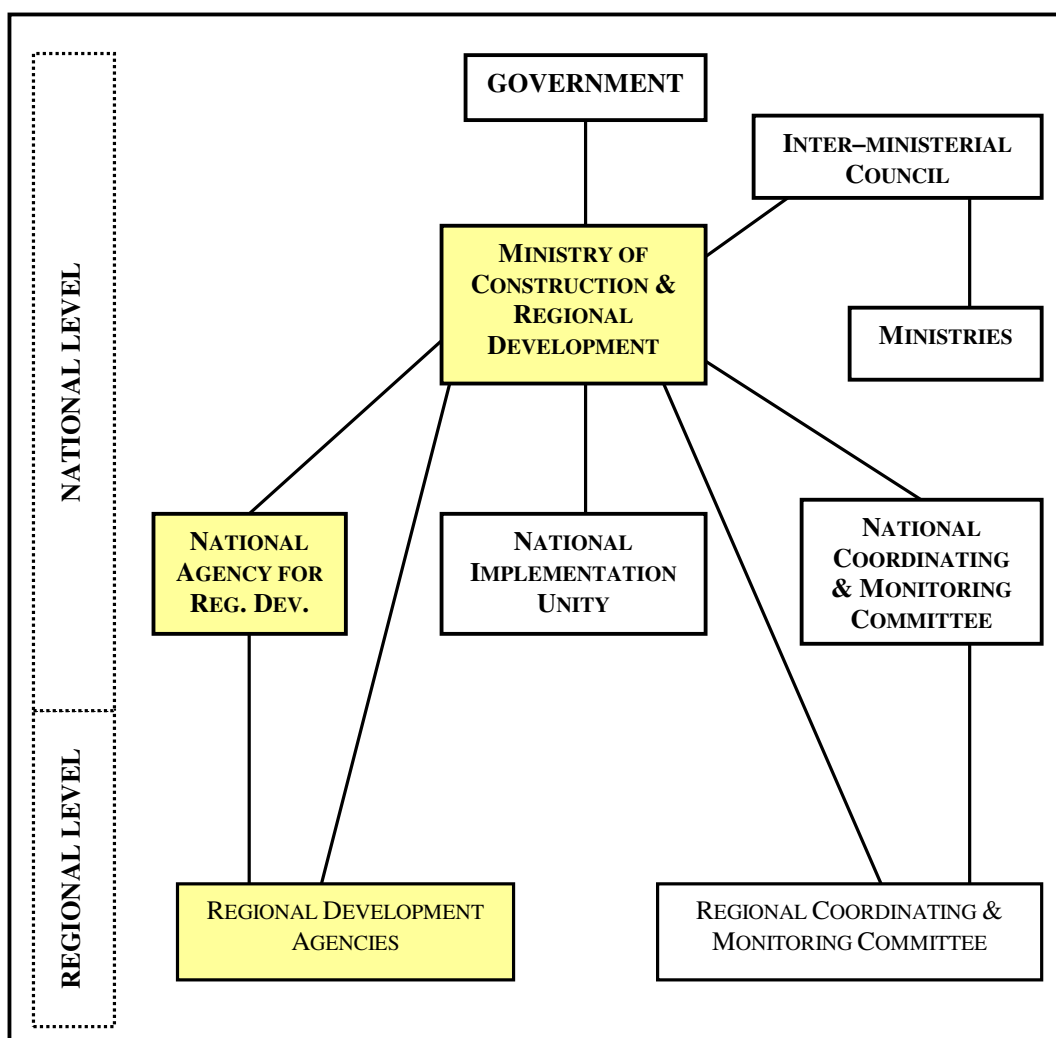 NATIONAL LEVEL
GOVERNMENT
INTER–MINISTERIAL
COUNCIL
MINISTRY OF
CONSTRUCTION &
REGIONAL
DEVELOPMENT
MINISTRIES
NATIONAL
AGENCY FOR
REG. DEV.
NATIONAL
IMPLEMENTATION
UNITY
NATIONAL
COORDINATING
& MONITORING
COMMITTEE
REGIONAL LEVEL
REGIONAL DEVELOPMENT
AGENCIES
REGIONAL COORDINATING &
MONITORING COMMITTEE